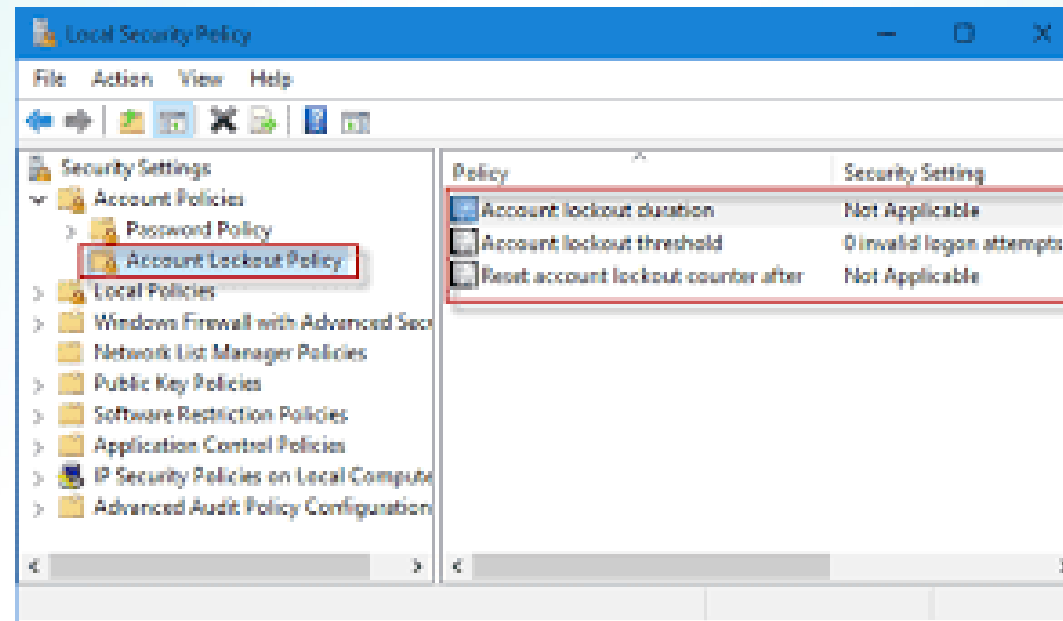 Local Security Policy
File Action View Help
Security Settings
Account Policies
Password Policy
Account Lockout Policy
Local Policies
Windows Firewall with Advanced Secu
Network List Manager Policies
Public Key Policies
Software Restriction Policies
Application Control Policies
IP Security Policies on Local Compute
Advanced Audit Policy Configuration
Policy Security Setting
Account lockout duration Not Applicable
Account lockout threshold 0 invalid logon attempts
Reset account lockout counter after Not Applicable